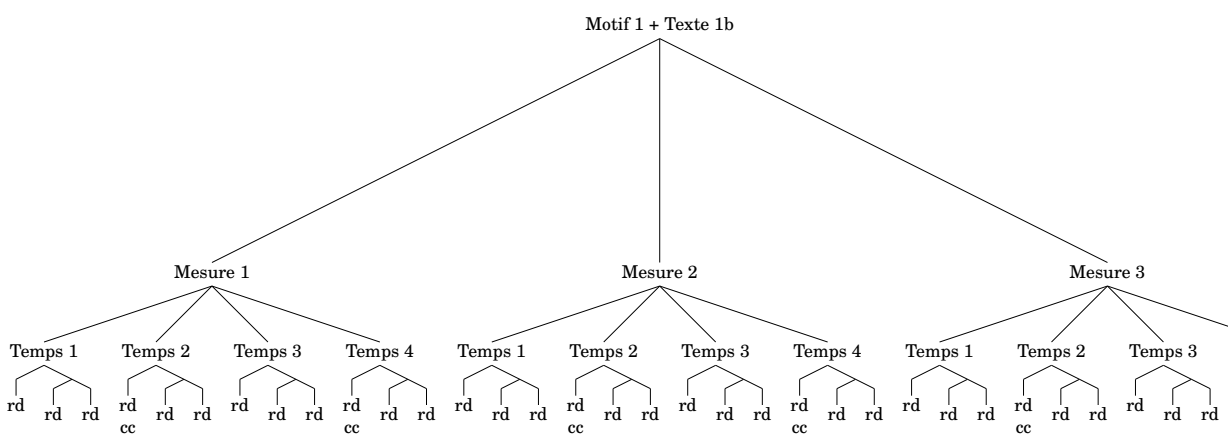 Motif 1 + Texte 1b
Mesure 1 Mesure 2 Mesure 3
Temps 1 Temps 2 Temps 3 Temps 4 Temps 1 Temps 2 Temps 3 Temps 4 Temps 1 Temps 2 Temps 3
rd rd rd rd rd rd rd rd rd rd rd rd rd rd rd rd rd rd rd rd rd rd rd rd rd rd rd rd rd rd rd rd rd
cc cc cc cc cc